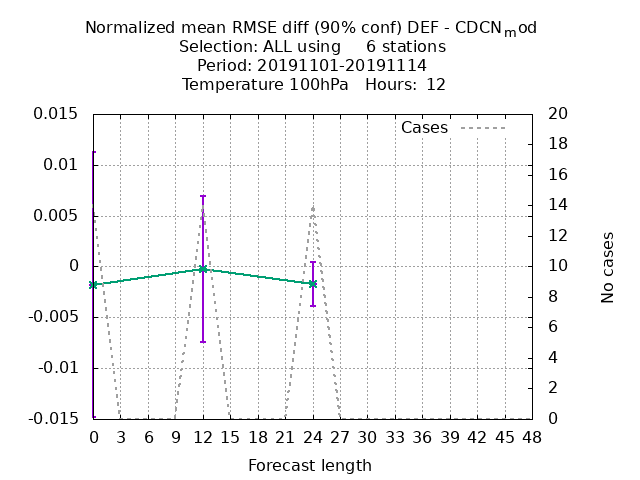 Normalized mean RMSE diff (90% conf) DEF - CDCN_mod
Selection: ALL using     6 stations
Period: 20191101-20191114
Temperature 100hPa   Hours:  12
Cases
0.015
0.01
0.005
0
-0.005
-0.01
-0.015
20
18
16
14
12
10
8
6
4
2
0
No cases
0 3 6 9 12 15 18 21 24 27 30 33 36 39 42 45 48
Forecast length